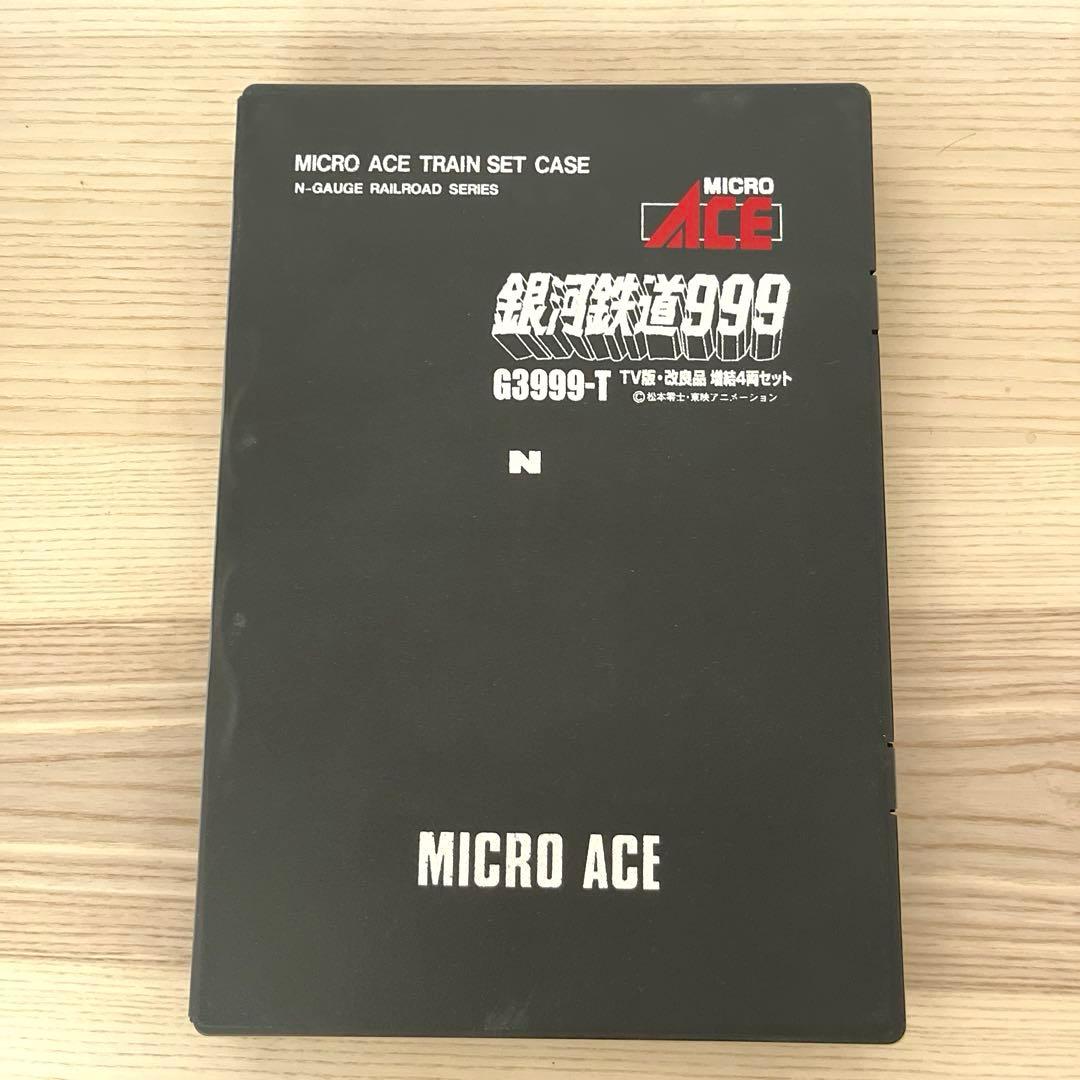 MICRO ACE TRAIN SET CASE
N-GAUGE RAILROAD SERIES
MICRO
ACE
銀河鉄道999
G3999-T TV版・改良品 増結4両セット
©松本零士・東映アニメーション
N
MICRO ACE